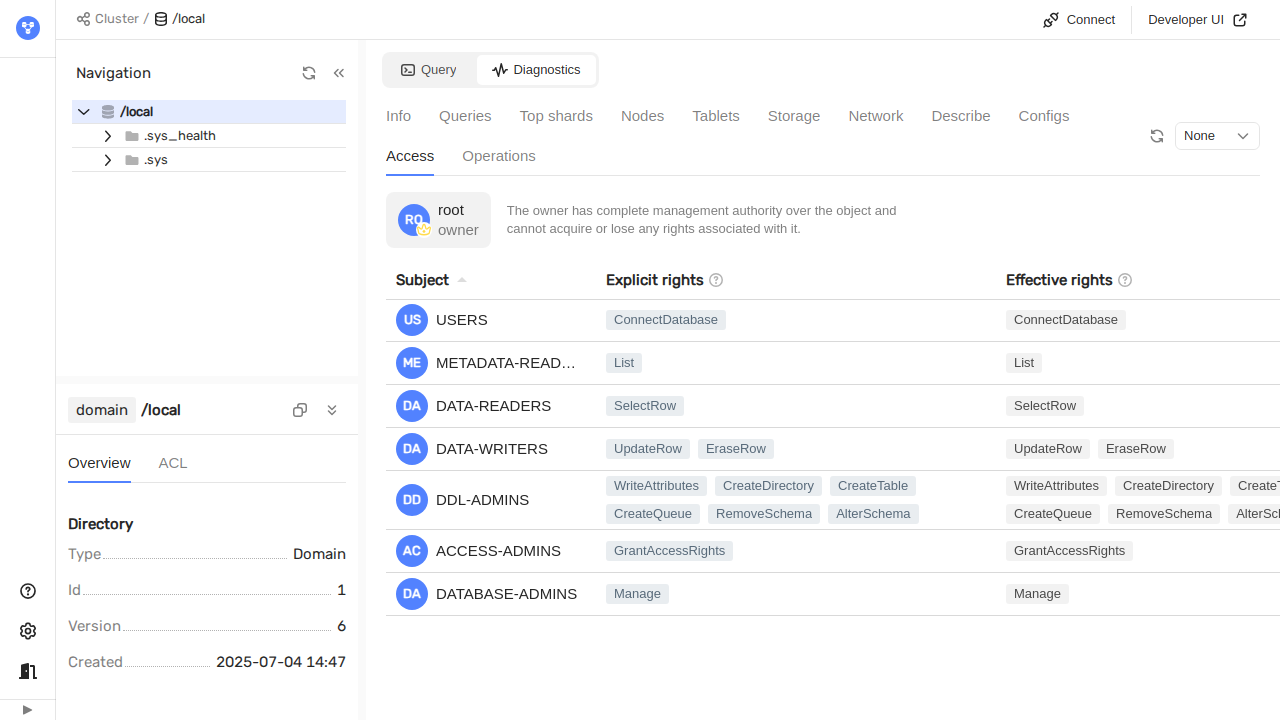 Cluster / /local
Connect
Developer UI
Navigation
/local
.sys_health
.sys
domain /local
Overview ACL
Directory
Type Domain
Id 1
Version 6
Created 2025-07-04 14:47
Query Diagnostics
Info Queries Top shards Nodes Tablets Storage Network Describe Configs
Access Operations
None
RO root
owner
The owner has complete management authority over the object and
cannot acquire or lose any rights associated with it.
Subject Explicit rights Effective rights
US USERS ConnectDatabase ConnectDatabase
ME METADATA-READ… List List
DA DATA-READERS SelectRow SelectRow
DA DATA-WRITERS UpdateRow EraseRow UpdateRow EraseRow
DD DDL-ADMINS WriteAttributes CreateDirectory CreateTable WriteAttributes CreateDirectory
CreateQueue RemoveSchema AlterSchema CreateQueue RemoveSchema
AC ACCESS-ADMINS GrantAccessRights GrantAccessRights
DA DATABASE-ADMINS Manage Manage